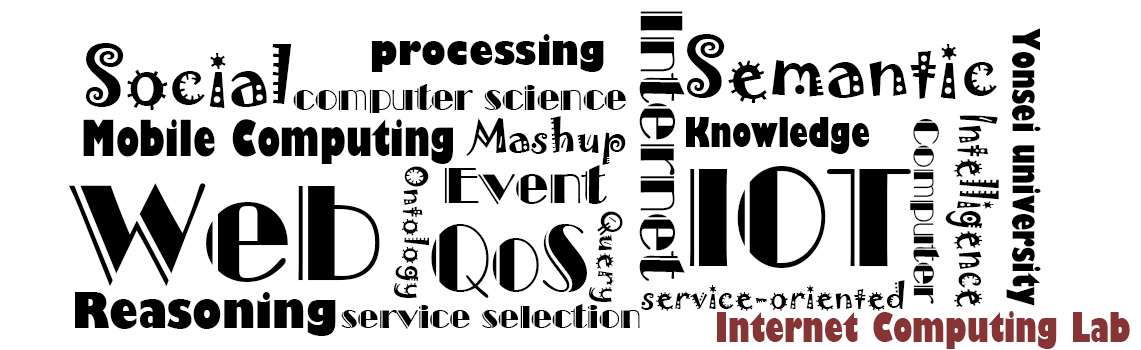 Social
processing
computer science
Mobile Computing
Mashup
Web
Ontology
Event
QoS
Query
Reasoning
service selection
Internet
Semantic
Knowledge
IOT
Computer
Intelligence
Yonsei university
service-oriented
Internet Computing Lab